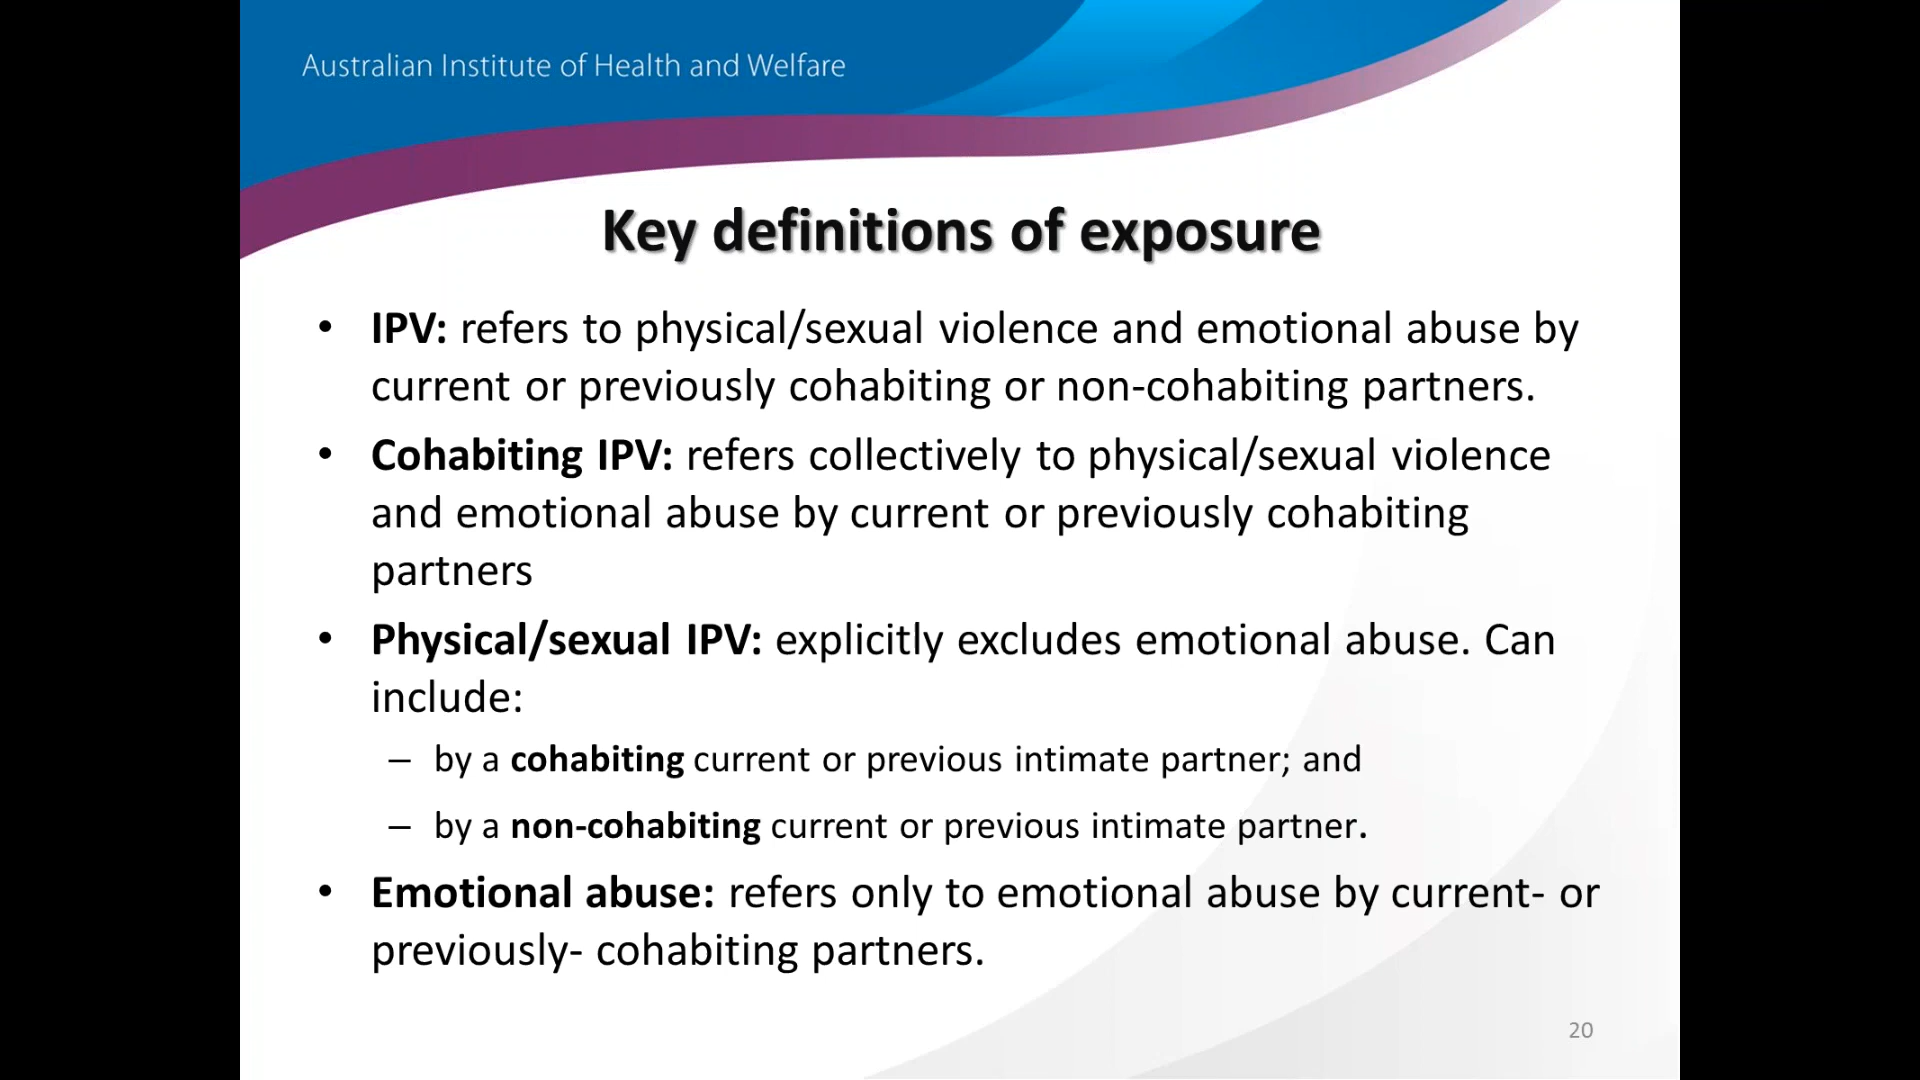 Australian Institute of Health and Welfare
Key definitions of exposure
• IPV: refers to physical/sexual violence and emotional abuse by
current or previously cohabiting or non-cohabiting partners.
• Cohabiting IPV: refers collectively to physical/sexual violence
and emotional abuse by current or previously cohabiting
partners
• Physical/sexual IPV: explicitly excludes emotional abuse. Can
include:
– by a cohabiting current or previous intimate partner; and
– by a non-cohabiting current or previous intimate partner.
• Emotional abuse: refers only to emotional abuse by current- or
previously- cohabiting partners.
20